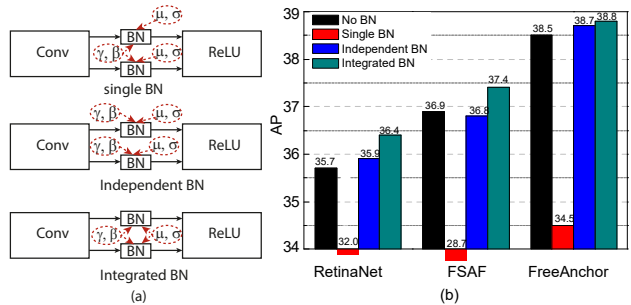 Conv
BN
μ, σ
γ, β
BN
ReLU
single BN
Conv
γ, β
BN
μ, σ
γ, β
BN
μ, σ
ReLU
Independent BN
Conv
BN
γ, β
μ, σ
BN
ReLU
Integrated BN
(a)
39
38
37
36
35
34
AP
No BN
Single BN
Independent BN
Integrated BN
35.7
32.0
35.9
36.4
36.9
28.7
36.8
37.4
38.5
34.5
38.7
38.8
RetinaNet
FSAF
FreeAnchor
(b)
μ, σ